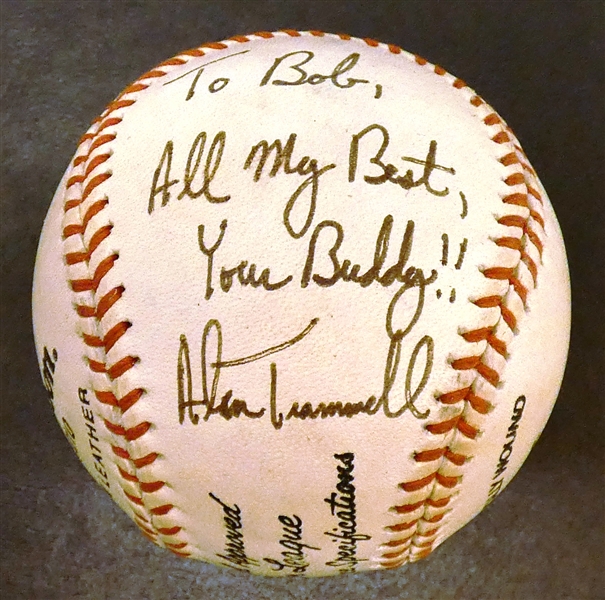 To Bob,
All My Best,
Your Buddy!!
Alan Trammell
LEATHER
WOUND
Approved
League
Specifications